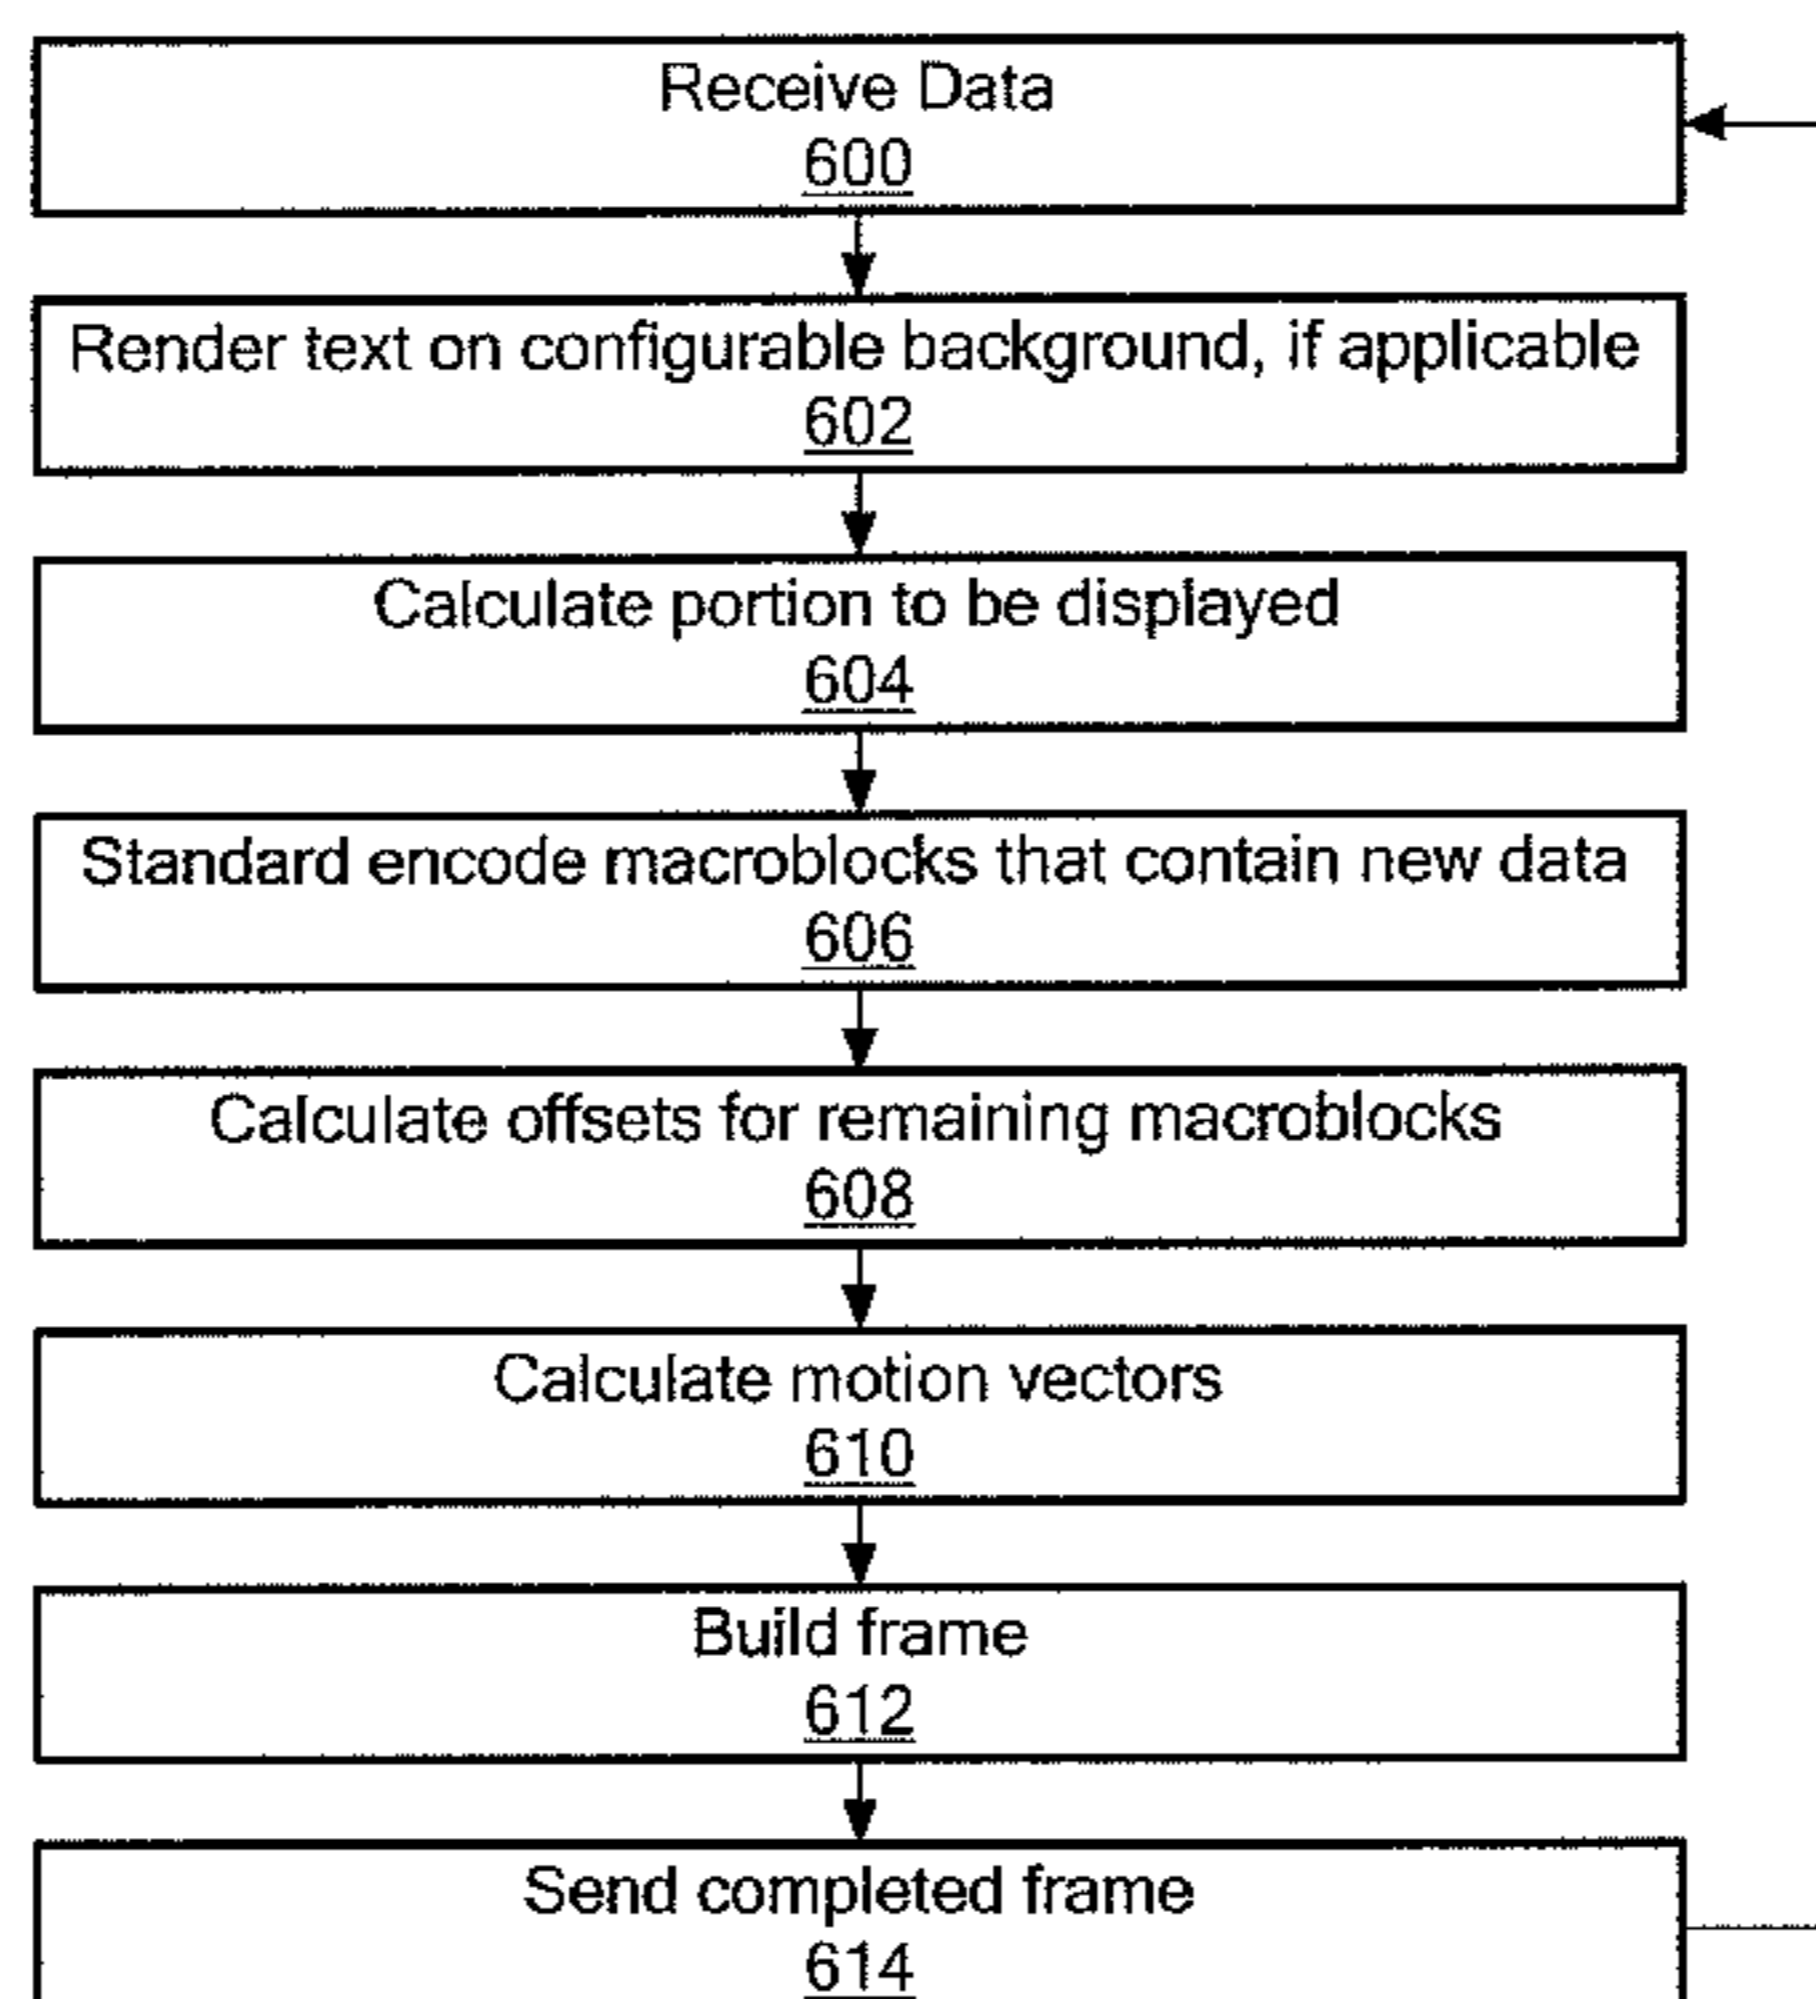 Receive Data
600
Render text on configurable background, if applicable
602
Calculate portion to be displayed
604
Standard encode macroblocks that contain new data
606
Calculate offsets for remaining macroblocks
608
Calculate motion vectors
610
Build frame
612
Send completed frame
614